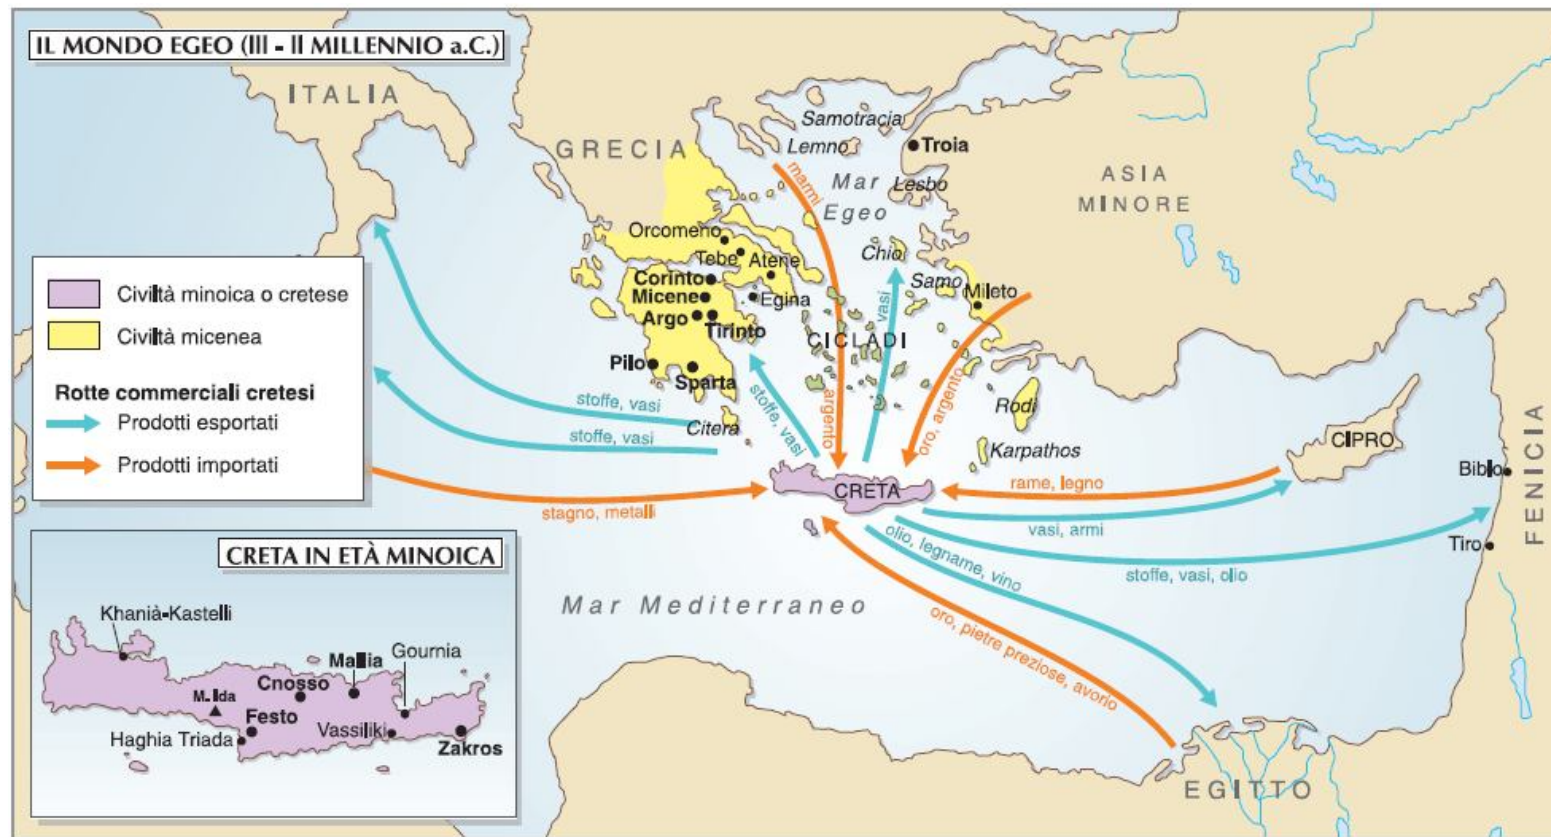 IL MONDO EGEO (III - II MILLENNIO a.C.)
ITALIA
GRECIA
Samotracia
Lemno
Troia
Mar
Egeo
Lesbo
ASIA
MINORE
marmi
Orcomeno
Tebe
Atene
Chio
Corinto
Micene
Egina
Samo
Mileto
Argo
Tirinto
vasi
CICLADI
Pilo
Sparta
stoffe, vasi
Citera
stoffe, vasi
stoffe, vasi
argento
oro, argento
Rodi
Karpathos
CIPRO
Biblo
FENICIA
Tiro
CRETA
rame, legno
vasi, armi
stoffe, vasi, olio
olio, legname, vino
oro, pietre preziose, avorio
stagno, metalli
Mar Mediterraneo
EGITTO
Civiltà minoica o cretese
Civiltà micenea
Rotte commerciali cretesi
Prodotti esportati
Prodotti importati
CRETA IN ETÀ MINOICA
Khanià-Kastelli
Mallia
Gournia
Cnosso
M. Ida
Festo
Vassiliki
Haghia Triada
Zakros